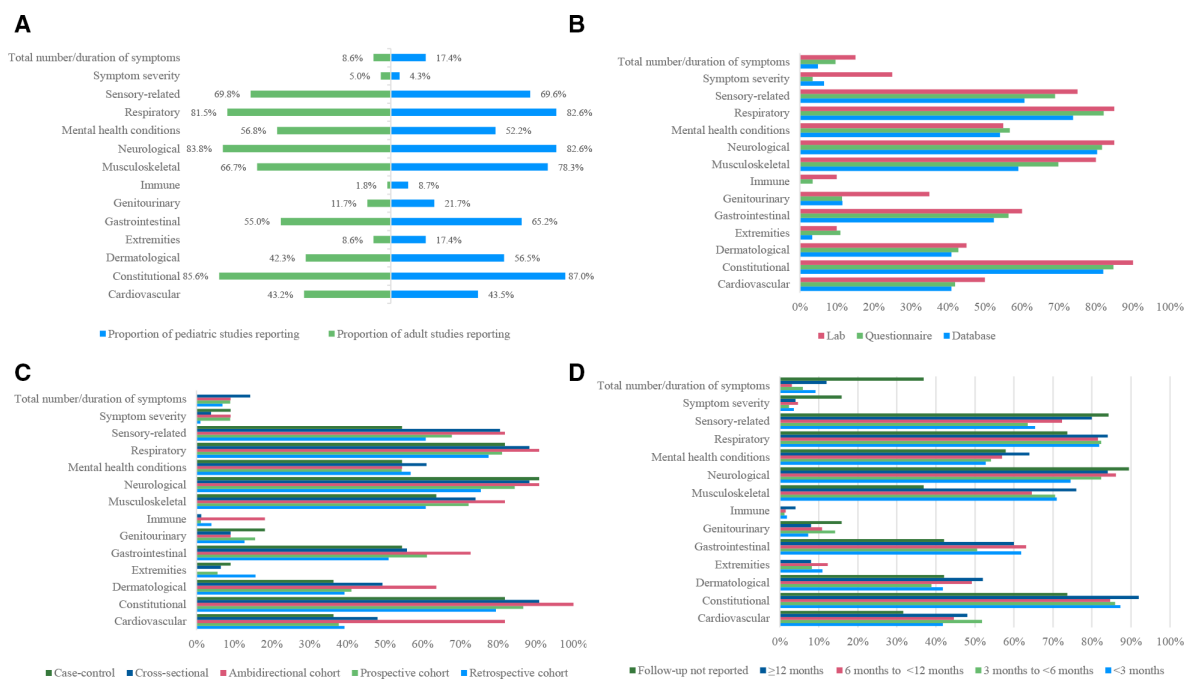 A
Total number/duration of symptoms 8.6% 17.4%
Symptom severity 5.0% 4.3%
Sensory-related 69.8% 69.6%
Respiratory 81.5% 82.6%
Mental health conditions 56.8% 52.2%
Neurological 83.8% 82.6%
Musculoskeletal 66.7% 78.3%
Immune 1.8% 8.7%
Genitourinary 11.7% 21.7%
Gastrointestinal 55.0% 65.2%
Extremities 8.6% 17.4%
Dermatological 42.3% 56.5%
Constitutional 85.6% 87.0%
Cardiovascular 43.2% 43.5%
Proportion of pediatric studies reporting Proportion of adult studies reporting
B
Total number/duration of symptoms
Symptom severity
Sensory-related
Respiratory
Mental health conditions
Neurological
Musculoskeletal
Immune
Genitourinary
Gastrointestinal
Extremities
Dermatological
Constitutional
Cardiovascular
0% 10% 20% 30% 40% 50% 60% 70% 80% 90% 100%
Lab Questionnaire Database
C
Total number/duration of symptoms
Symptom severity
Sensory-related
Respiratory
Mental health conditions
Neurological
Musculoskeletal
Immune
Genitourinary
Gastrointestinal
Extremities
Dermatological
Constitutional
Cardiovascular
0% 10% 20% 30% 40% 50% 60% 70% 80% 90% 100%
Case-control Cross-sectional Ambidirectional cohort Prospective cohort Retrospective cohort
D
Total number/duration of symptoms
Symptom severity
Sensory-related
Respiratory
Mental health conditions
Neurological
Musculoskeletal
Immune
Genitourinary
Gastrointestinal
Extremities
Dermatological
Constitutional
Cardiovascular
0% 10% 20% 30% 40% 50% 60% 70% 80% 90% 100%
Follow-up not reported ≥12 months 6 months to <12 months 3 months to <6 months <3 months